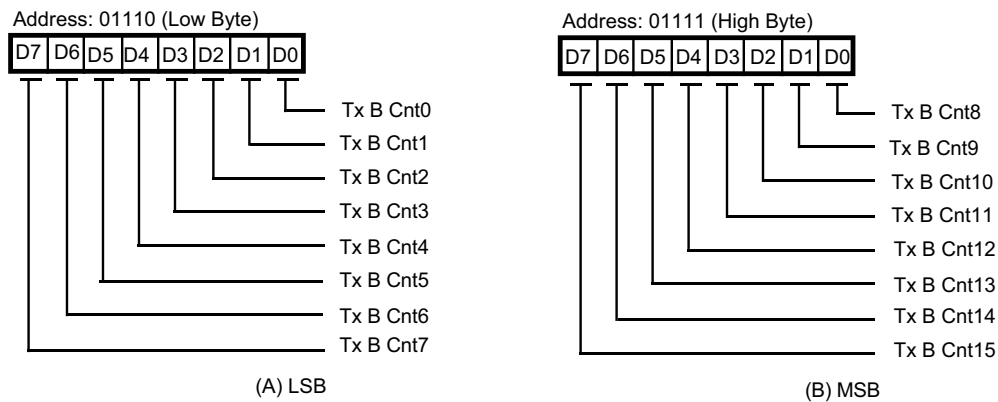 Address: 01110 (Low Byte)
D7 D6 D5 D4 D3 D2 D1 D0
Tx B Cnt0
Tx B Cnt1
Tx B Cnt2
Tx B Cnt3
Tx B Cnt4
Tx B Cnt5
Tx B Cnt6
Tx B Cnt7
(A) LSB
Address: 01111 (High Byte)
D7 D6 D5 D4 D3 D2 D1 D0
Tx B Cnt8
Tx B Cnt9
Tx B Cnt10
Tx B Cnt11
Tx B Cnt12
Tx B Cnt13
Tx B Cnt14
Tx B Cnt15
(B) MSB